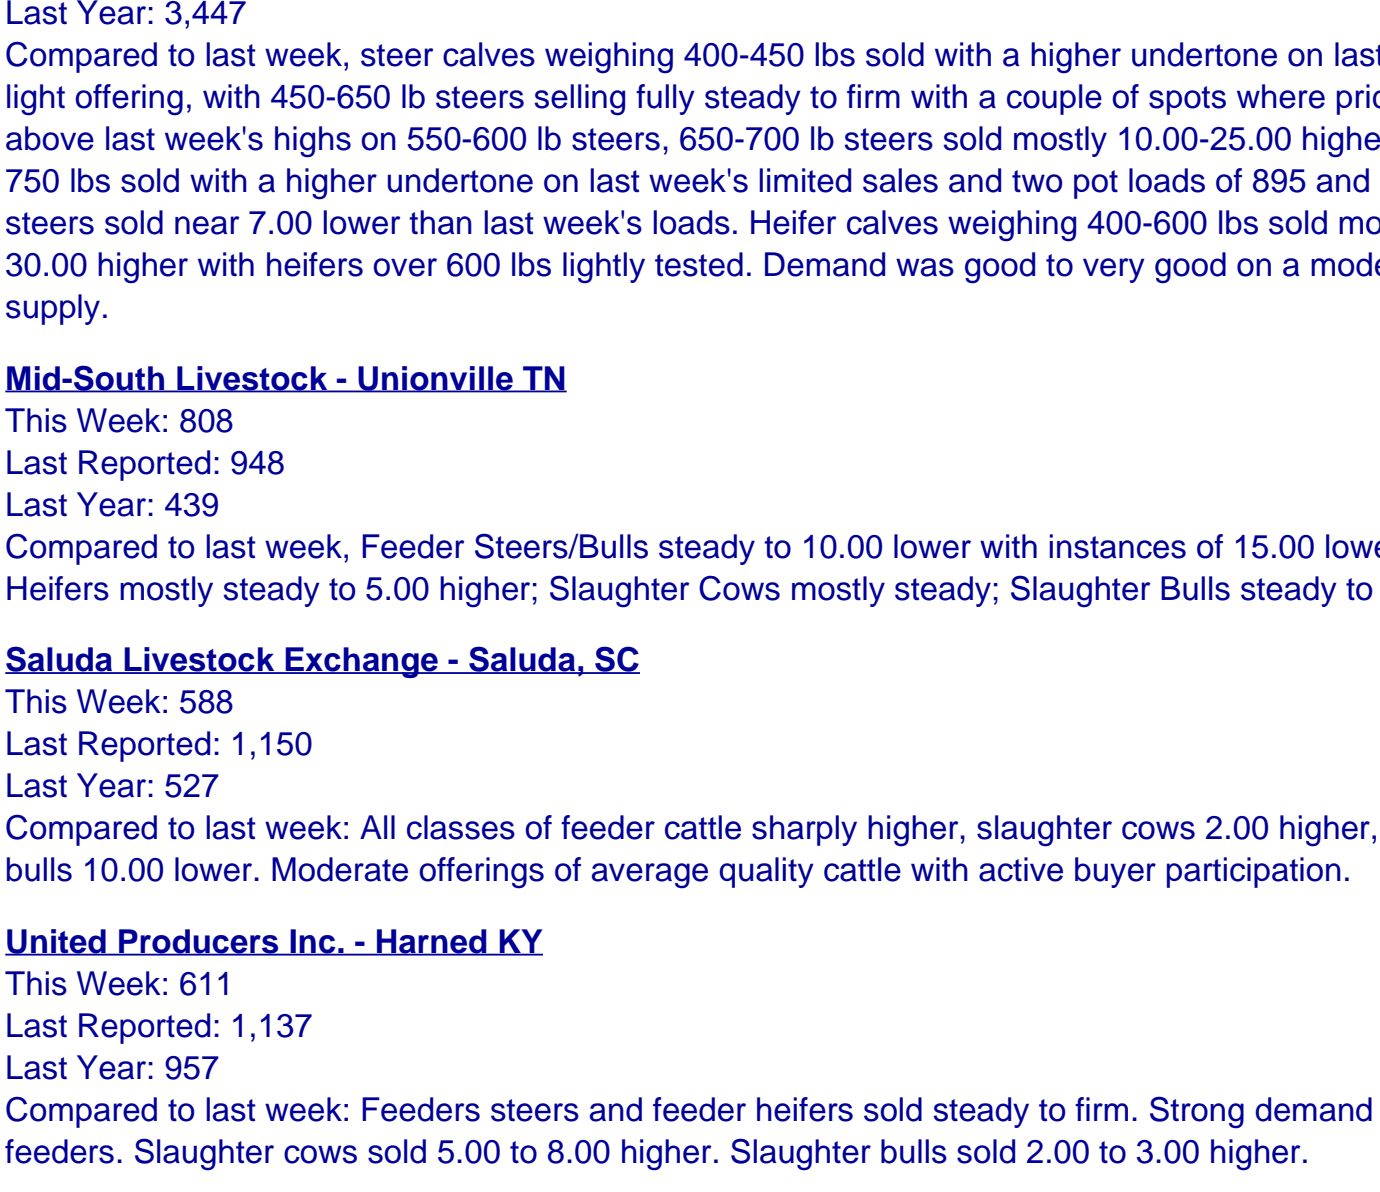 Last Year: 3,447
Compared to last week, steer calves weighing 400-450 lbs sold with a higher undertone on last
light offering, with 450-650 lb steers selling fully steady to firm with a couple of spots where
above last week's highs on 550-600 lb steers, 650-700 lb steers sold mostly 10.00-25.00
750 lbs sold with a higher undertone on last week's limited sales and two pot loads of 895 and
steers sold near 7.00 lower than last week's loads. Heifer calves weighing 400-600 lbs sold
30.00 higher with heifers over 600 lbs lightly tested. Demand was good to very good on a
supply.
Mid-South Livestock - Unionville TN
This Week: 808
Last Reported: 948
Last Year: 439
Compared to last week, Feeder Steers/Bulls steady to 10.00 lower with instances of 15.00
Heifers mostly steady to 5.00 higher; Slaughter Cows mostly steady; Slaughter Bulls steady to
Saluda Livestock Exchange - Saluda, SC
This Week: 588
Last Reported: 1,150
Last Year: 527
Compared to last week: All classes of feeder cattle sharply higher, slaughter cows 2.00 higher,
bulls 10.00 lower. Moderate offerings of average quality cattle with active buyer participation.
United Producers Inc. - Harned KY
This Week: 611
Last Reported: 1,137
Last Year: 957
Compared to last week: Feeders steers and feeder heifers sold steady to firm. Strong demand
feeders. Slaughter cows sold 5.00 to 8.00 higher. Slaughter bulls sold 2.00 to 3.00 higher.